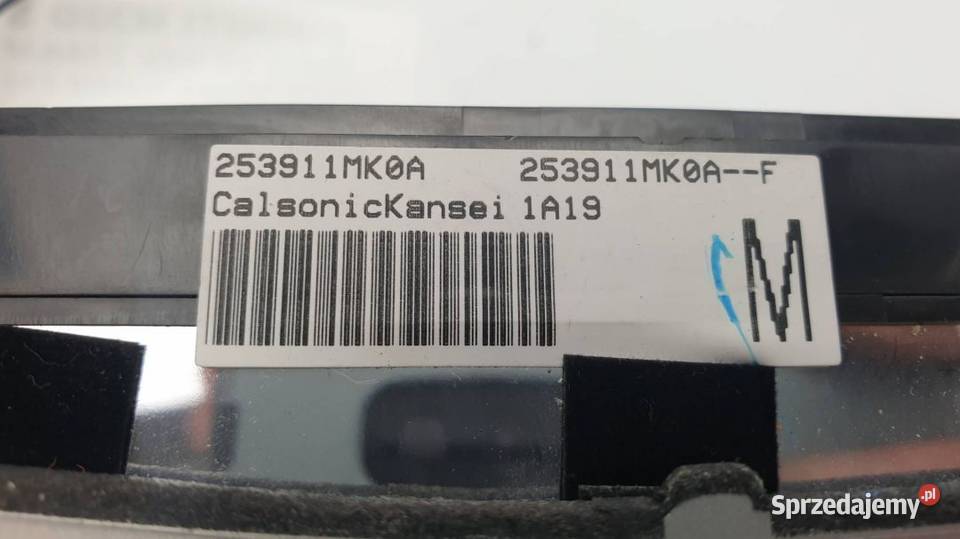 253911MK0A 253911MK0A--F
CalsonicKansei 1A19
M
Sprzedajemy.pl